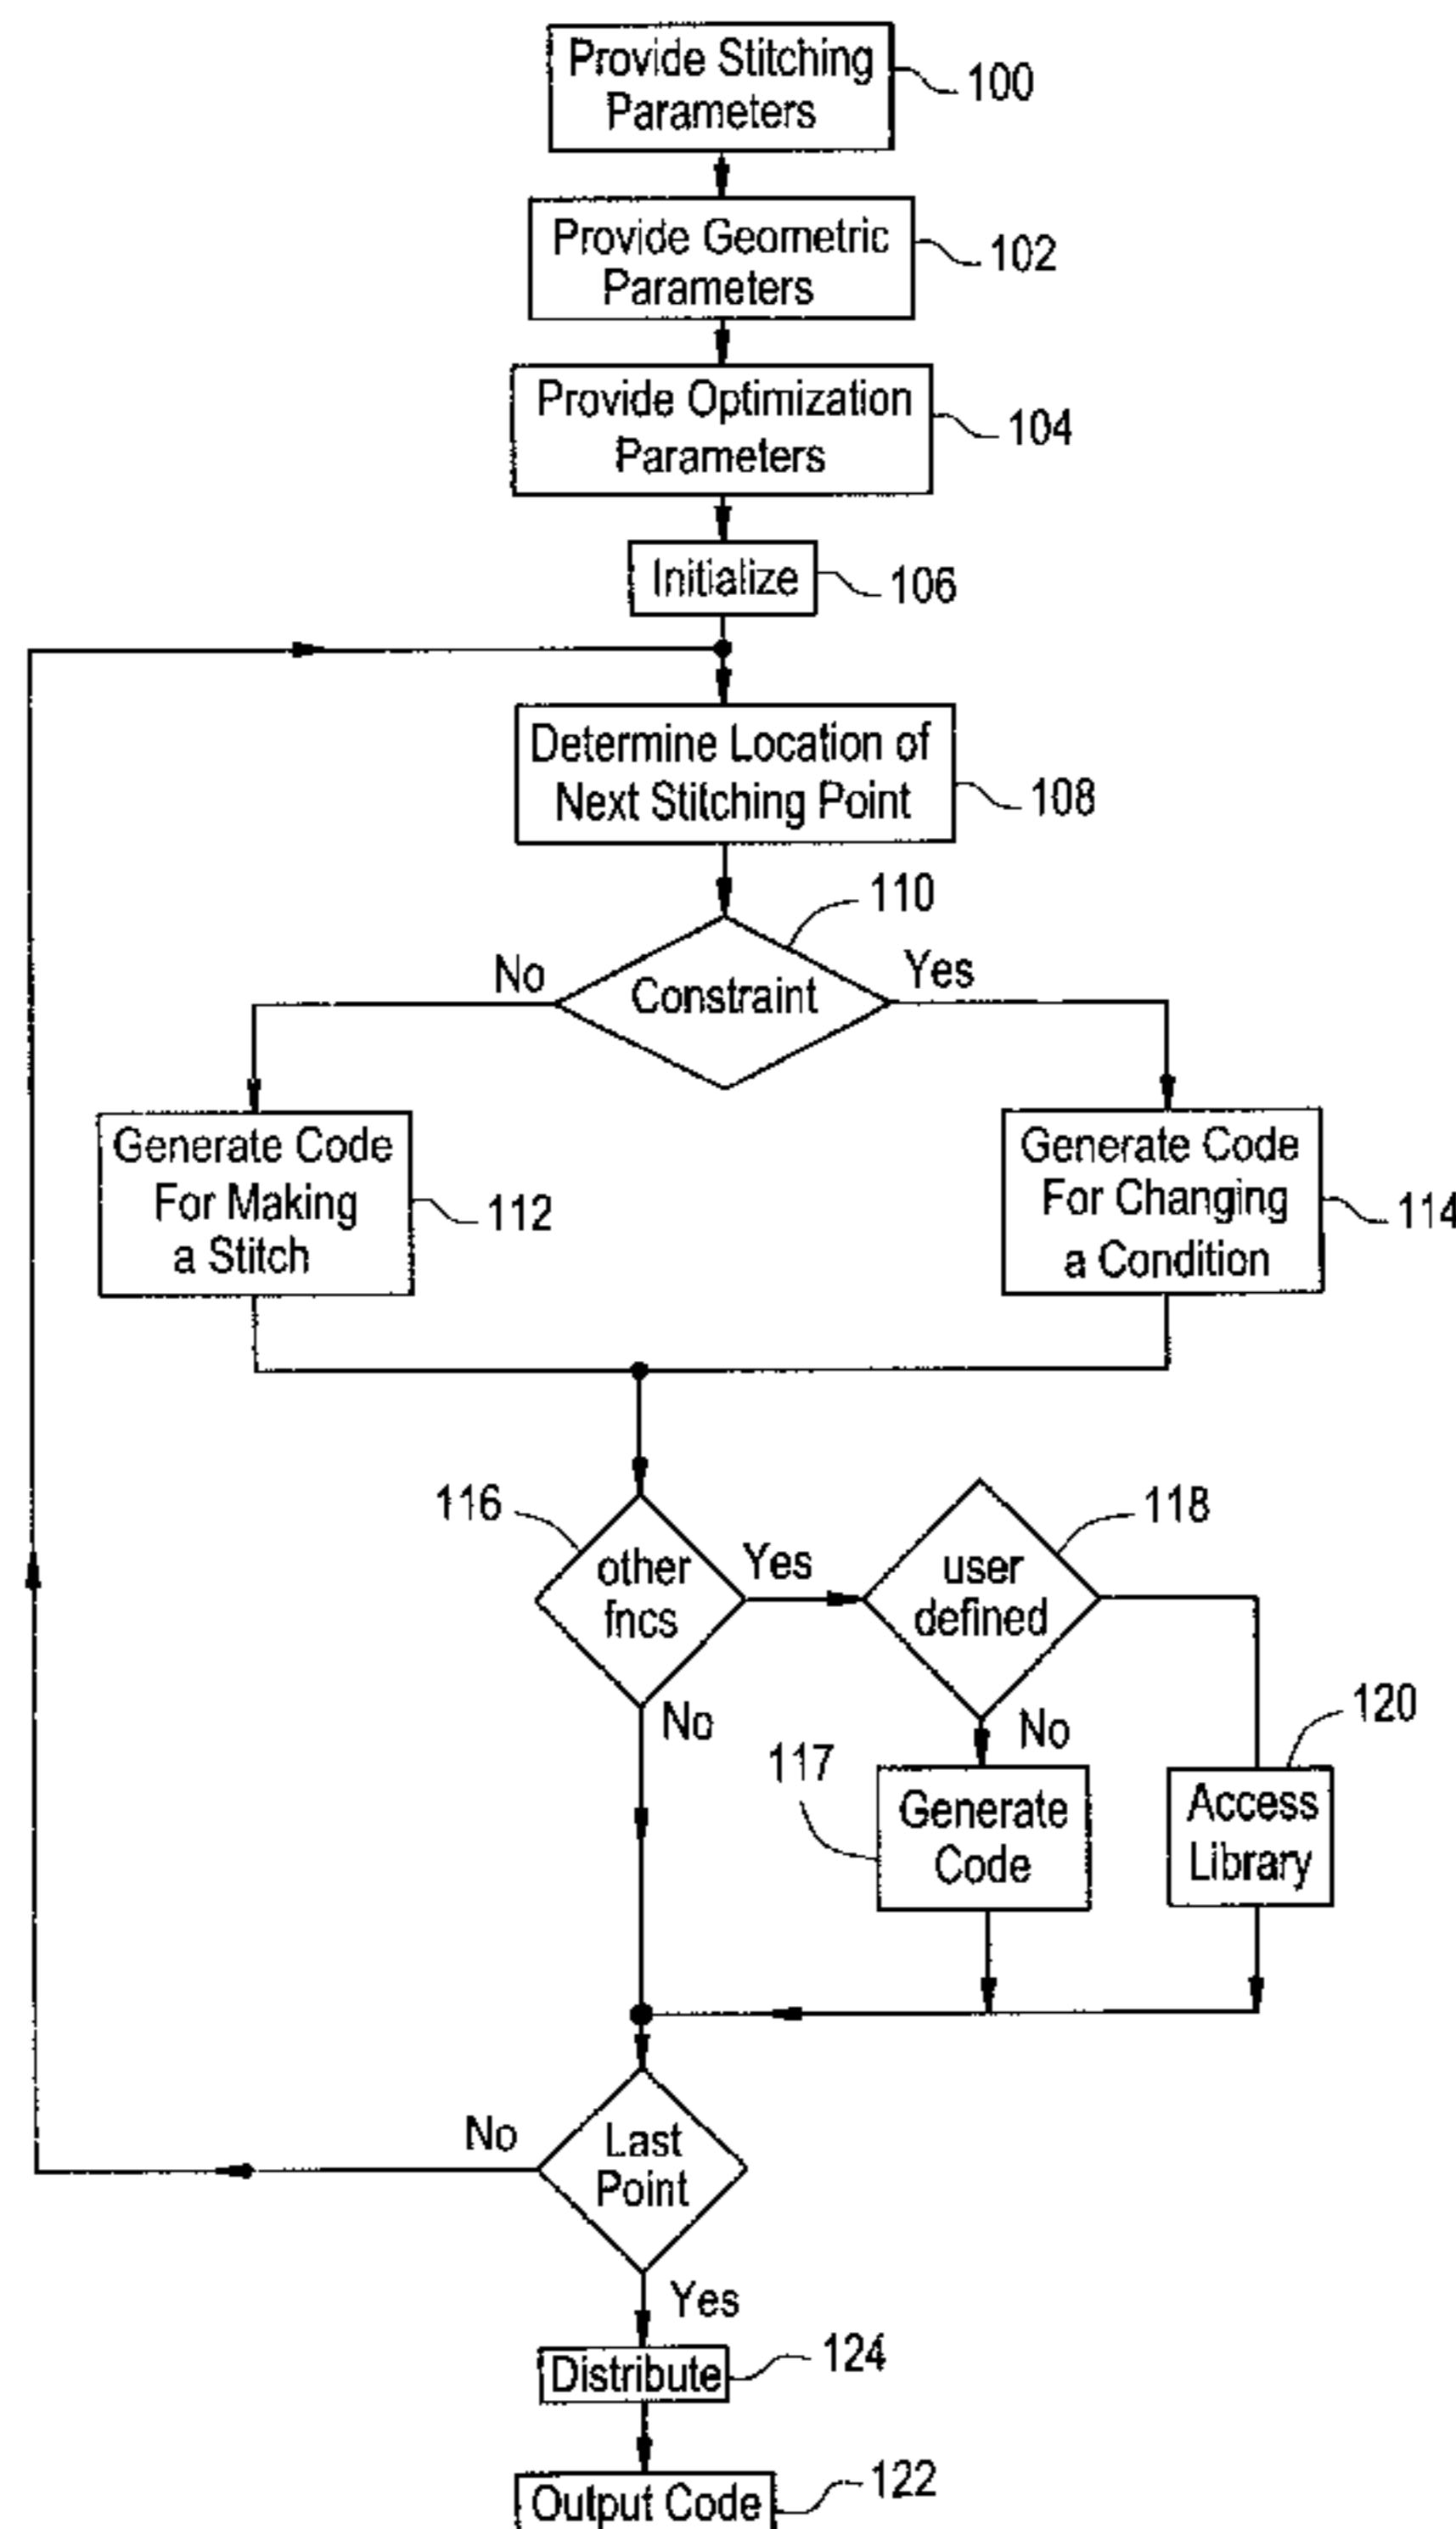 Provide Stitching
Parameters
100
Provide Geometric
Parameters
102
Provide Optimization
Parameters
104
Initialize
106
Determine Location of
Next Stitching Point
108
110
No
Constraint
Yes
Generate Code
For Making
a Stitch
112
Generate Code
For Changing
a Condition
114
116
other
fncs
Yes
118
user
defined
No
No
117
Generate
Code
120
Access
Library
No
Last
Point
Yes
Distribute
124
Output Code
122